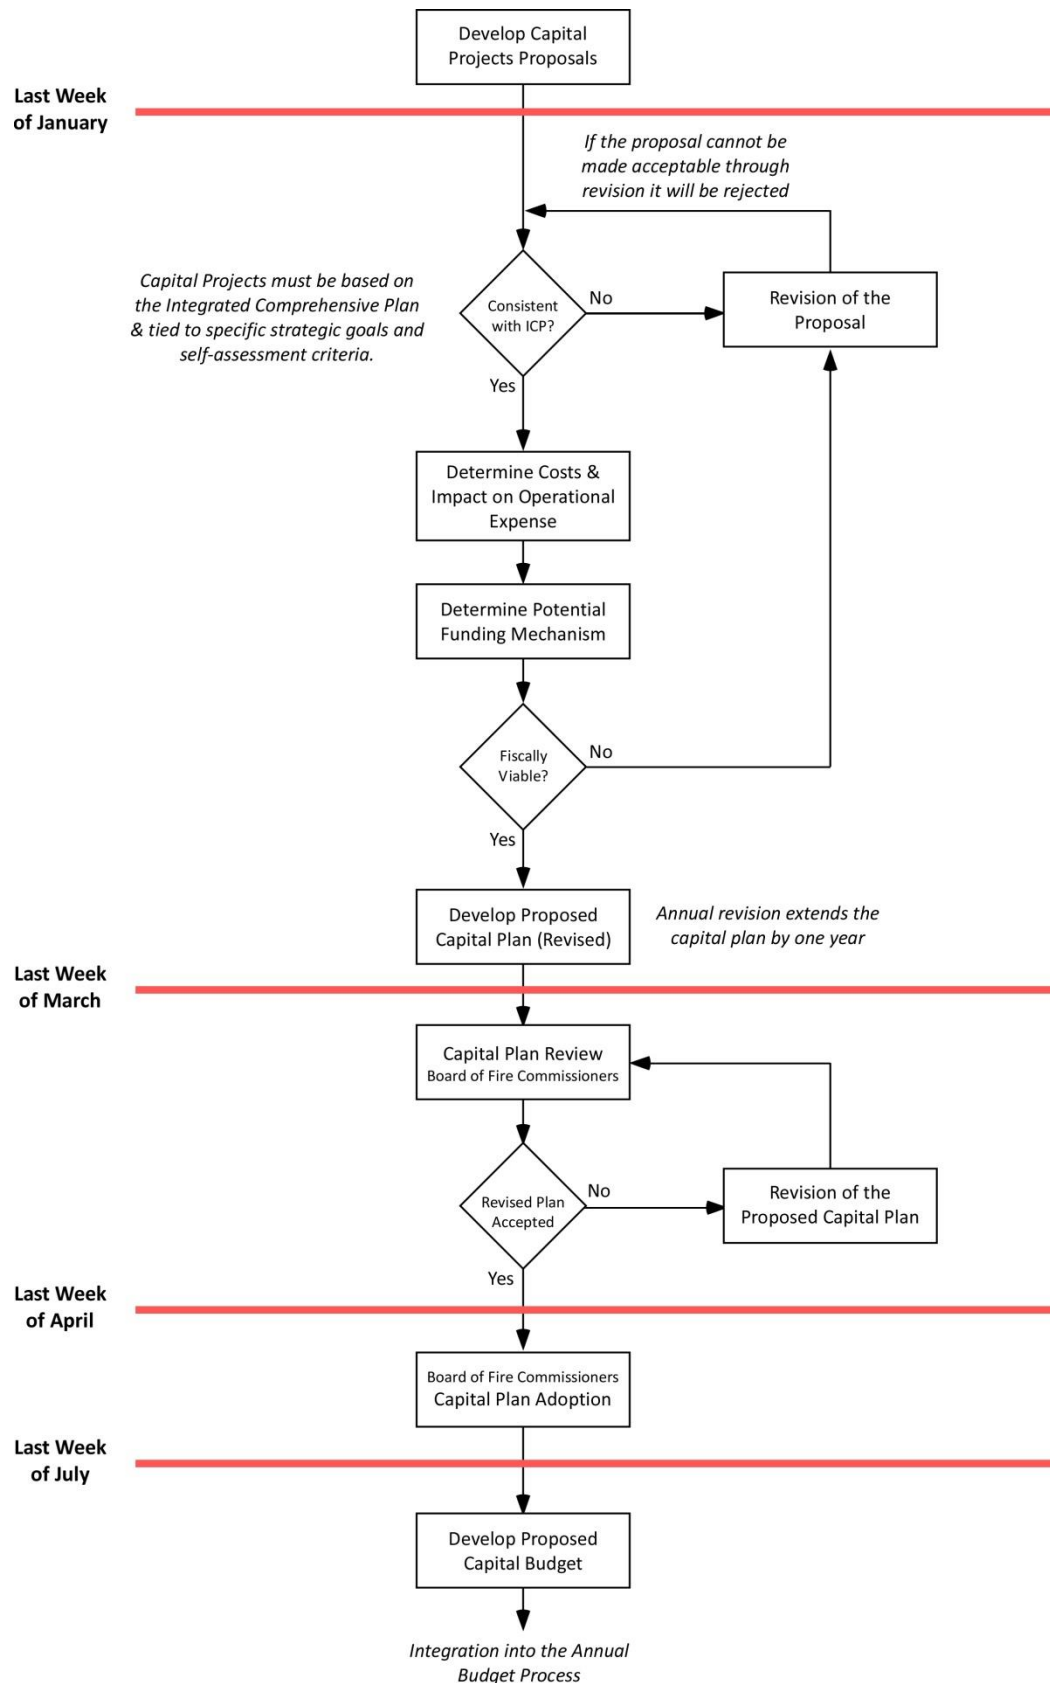 Develop Capital
Projects Proposals
Last Week
of January
If the proposal cannot be
made acceptable through
revision it will be rejected
Capital Projects must be based on
the Integrated Comprehensive Plan
& tied to specific strategic goals and
self-assessment criteria.
Consistent
with ICP?
No
Revision of the
Proposal
Yes
Determine Costs &
Impact on Operational
Expense
Determine Potential
Funding Mechanism
Fiscally
Viable?
No
Yes
Develop Proposed
Capital Plan (Revised)
Annual revision extends the
capital plan by one year
Last Week
of March
Capital Plan Review
Board of Fire Commissioners
Revised Plan
Accepted
No
Revision of the
Proposed Capital Plan
Yes
Last Week
of April
Board of Fire Commissioners
Capital Plan Adoption
Last Week
of July
Develop Proposed
Capital Budget
Integration into the Annual
Budget Process